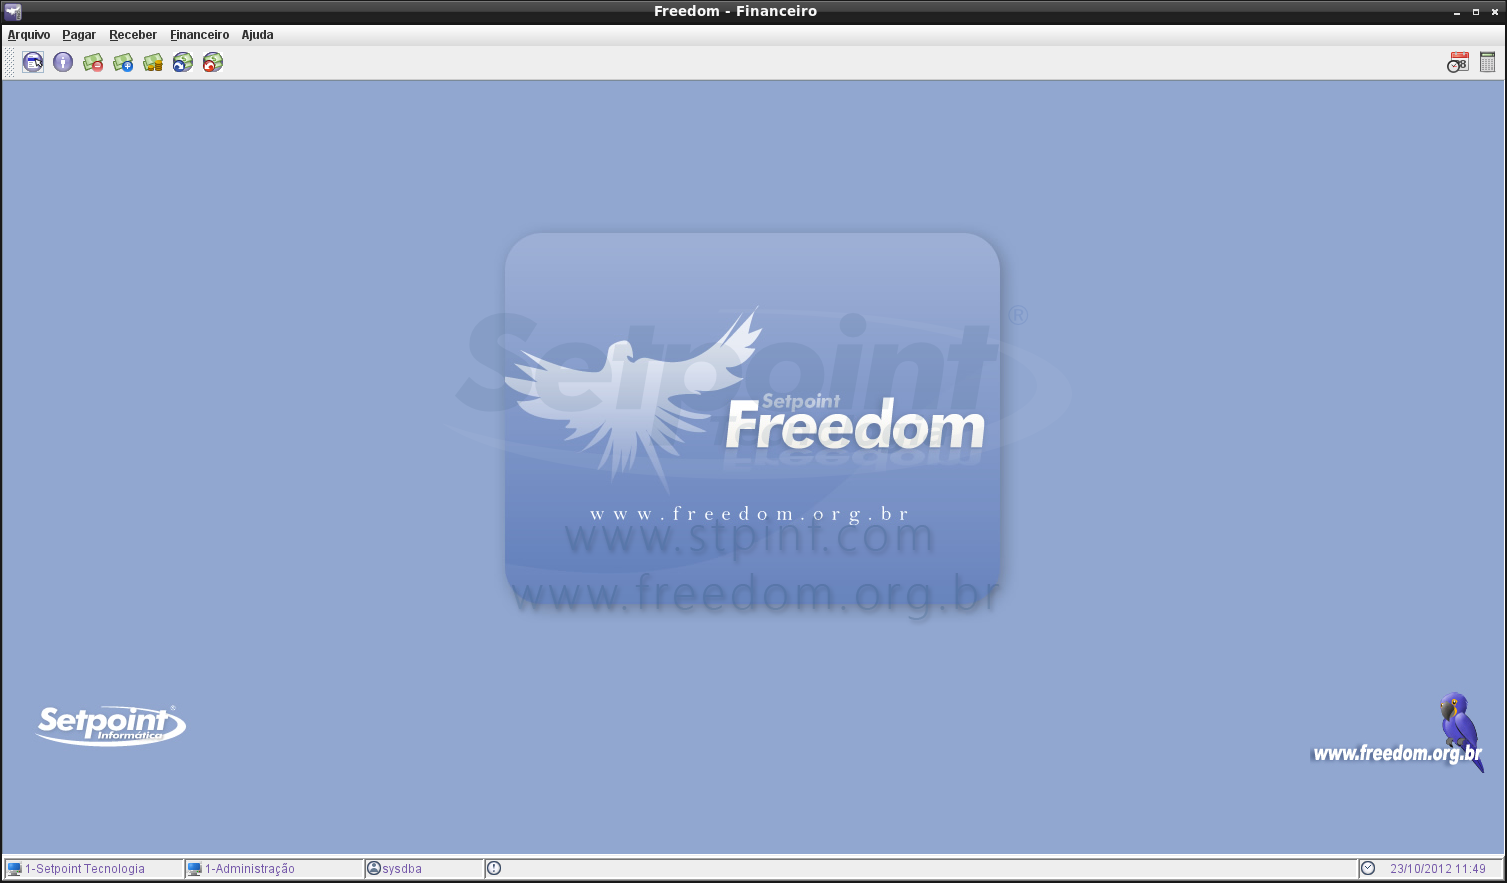 Freedom - Financeiro
Arquivo Pagar Receber Financeiro Ajuda
Setpoint ®
Setpoint
Freedom
www.freedom.org.br
www.stpint.com
www.freedom.org.br
Setpoint®
Informática
www.freedom.org.br
1-Setpoint Tecnologia 1-Administração sysdba 23/10/2012 11:49